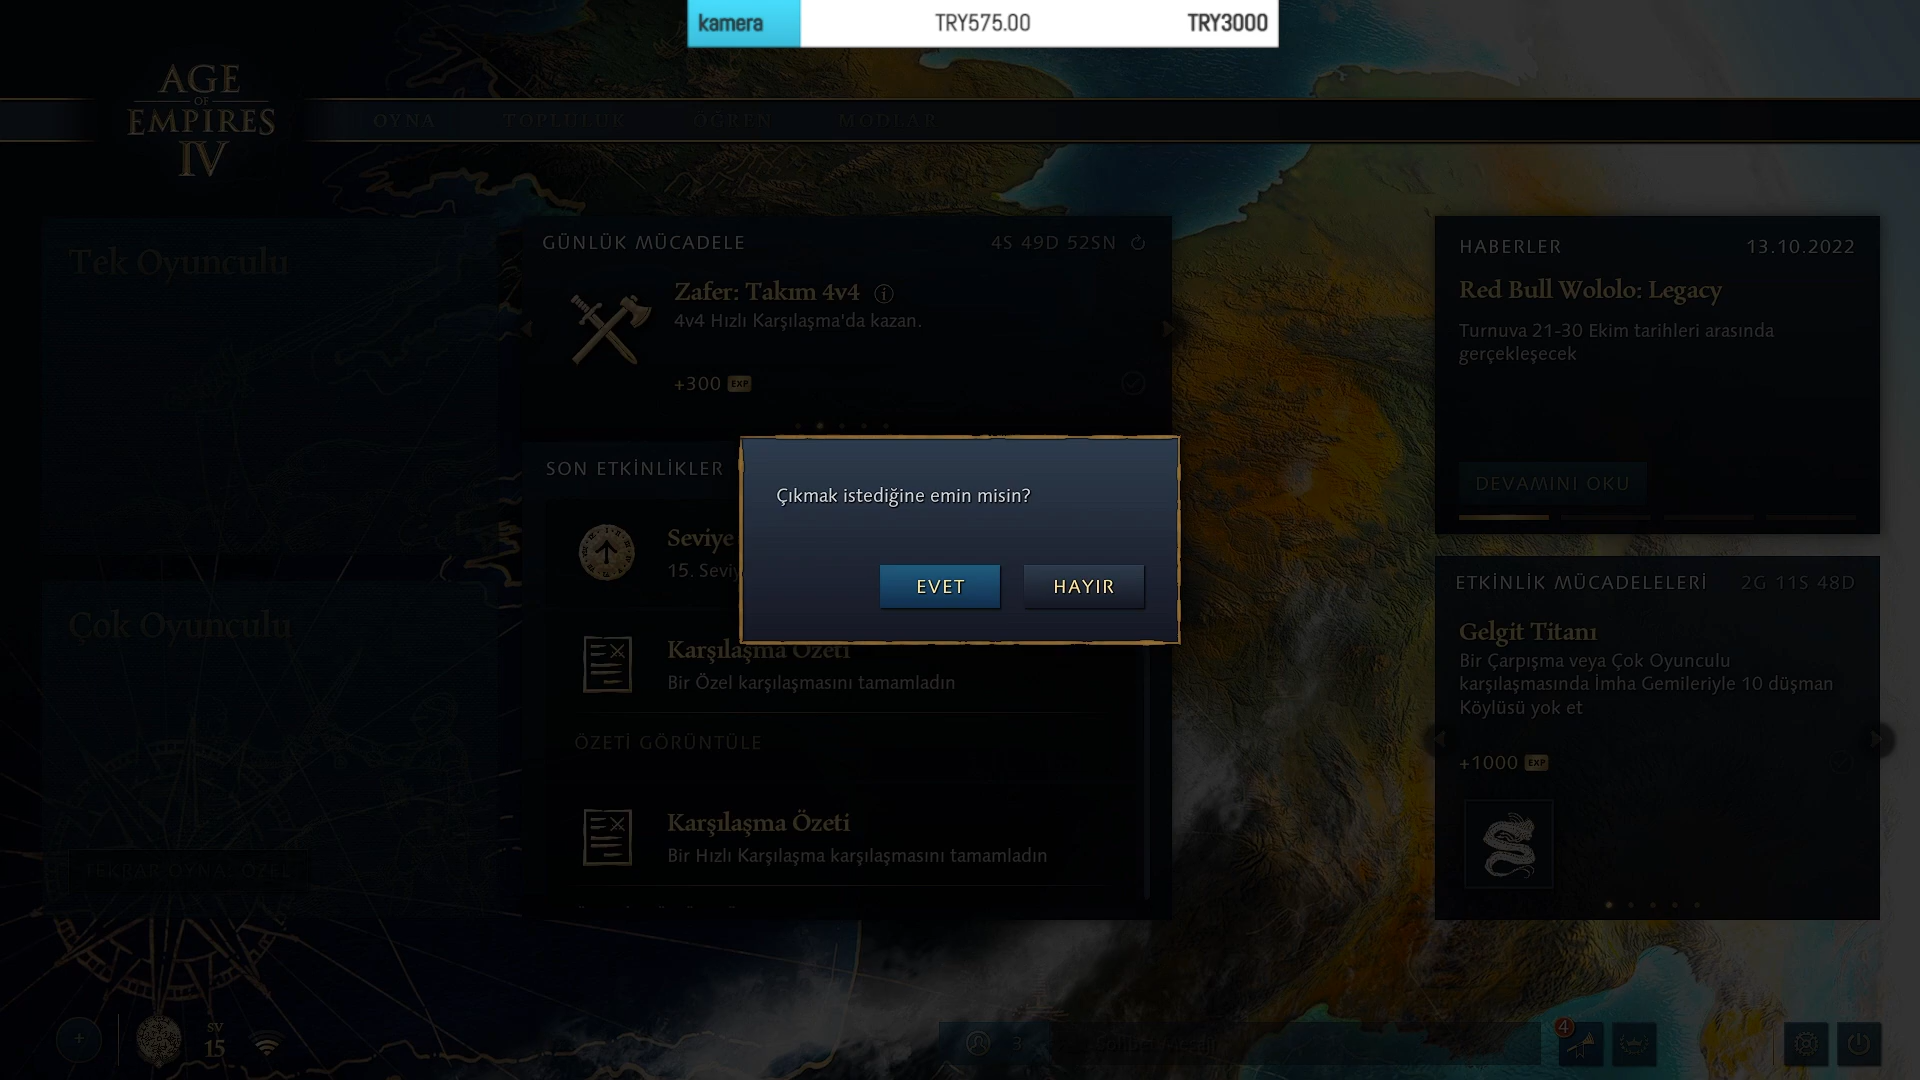 kamera TRY575.00 TRY3000
AGE
OF
EMPIRES
IV
OYNA TOPLULUK ÖĞREN MODLAR
Tek Oyunculu
GÜNLÜK MÜCADELE 4S 49D 52SN
Zafer: Takım 4v4
4v4 Hızlı Karşılaşma'da kazan.
+300 EXP
HABERLER 13.10.2022
Red Bull Wololo: Legacy
Turnuva 21-30 Ekim tarihleri arasında
gerçekleşecek
DEVAMINI OKU
SON ETKİNLİKLER
Seviye
15. Seviy
Çıkmak istediğine emin misin?
EVET HAYIR
Çok Oyunculu
Karşılaşma Özeti
Bir Özel karşılaşmasını tamamladın
ÖZETİ GÖRÜNTÜLE
Karşılaşma Özeti
Bir Hızlı Karşılaşma karşılaşmasını tamamladın
TEKRAR OYNA: ÖZEL
ETKİNLİK MÜCADELELERİ 2G 11S 48D
Gelgit Titanı
Bir Çarpışma veya Çok Oyunculu
karşılaşmasında İmha Gemileriyle 10 düşman
Köylüsü yok et
+1000 EXP
SV
15
3
4